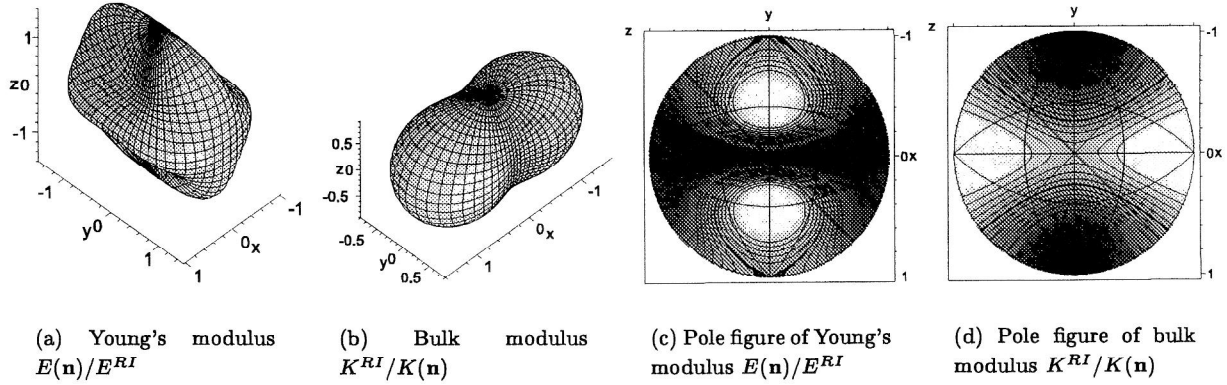 1
z0
-1
-1
y0
1
1
0x
-1
0.5
z0
-0.5
-0.5
y0
0.5
1
0x
-1
z
y
-1
0x
1
z
y
-1
0x
1
(a) Young's modulus
E(n)/E^{RI}
(b) Bulk modulus
K^{RI}/K(n)
(c) Pole figure of Young's
modulus E(n)/E^{RI}
(d) Pole figure of bulk
modulus K^{RI}/K(n)